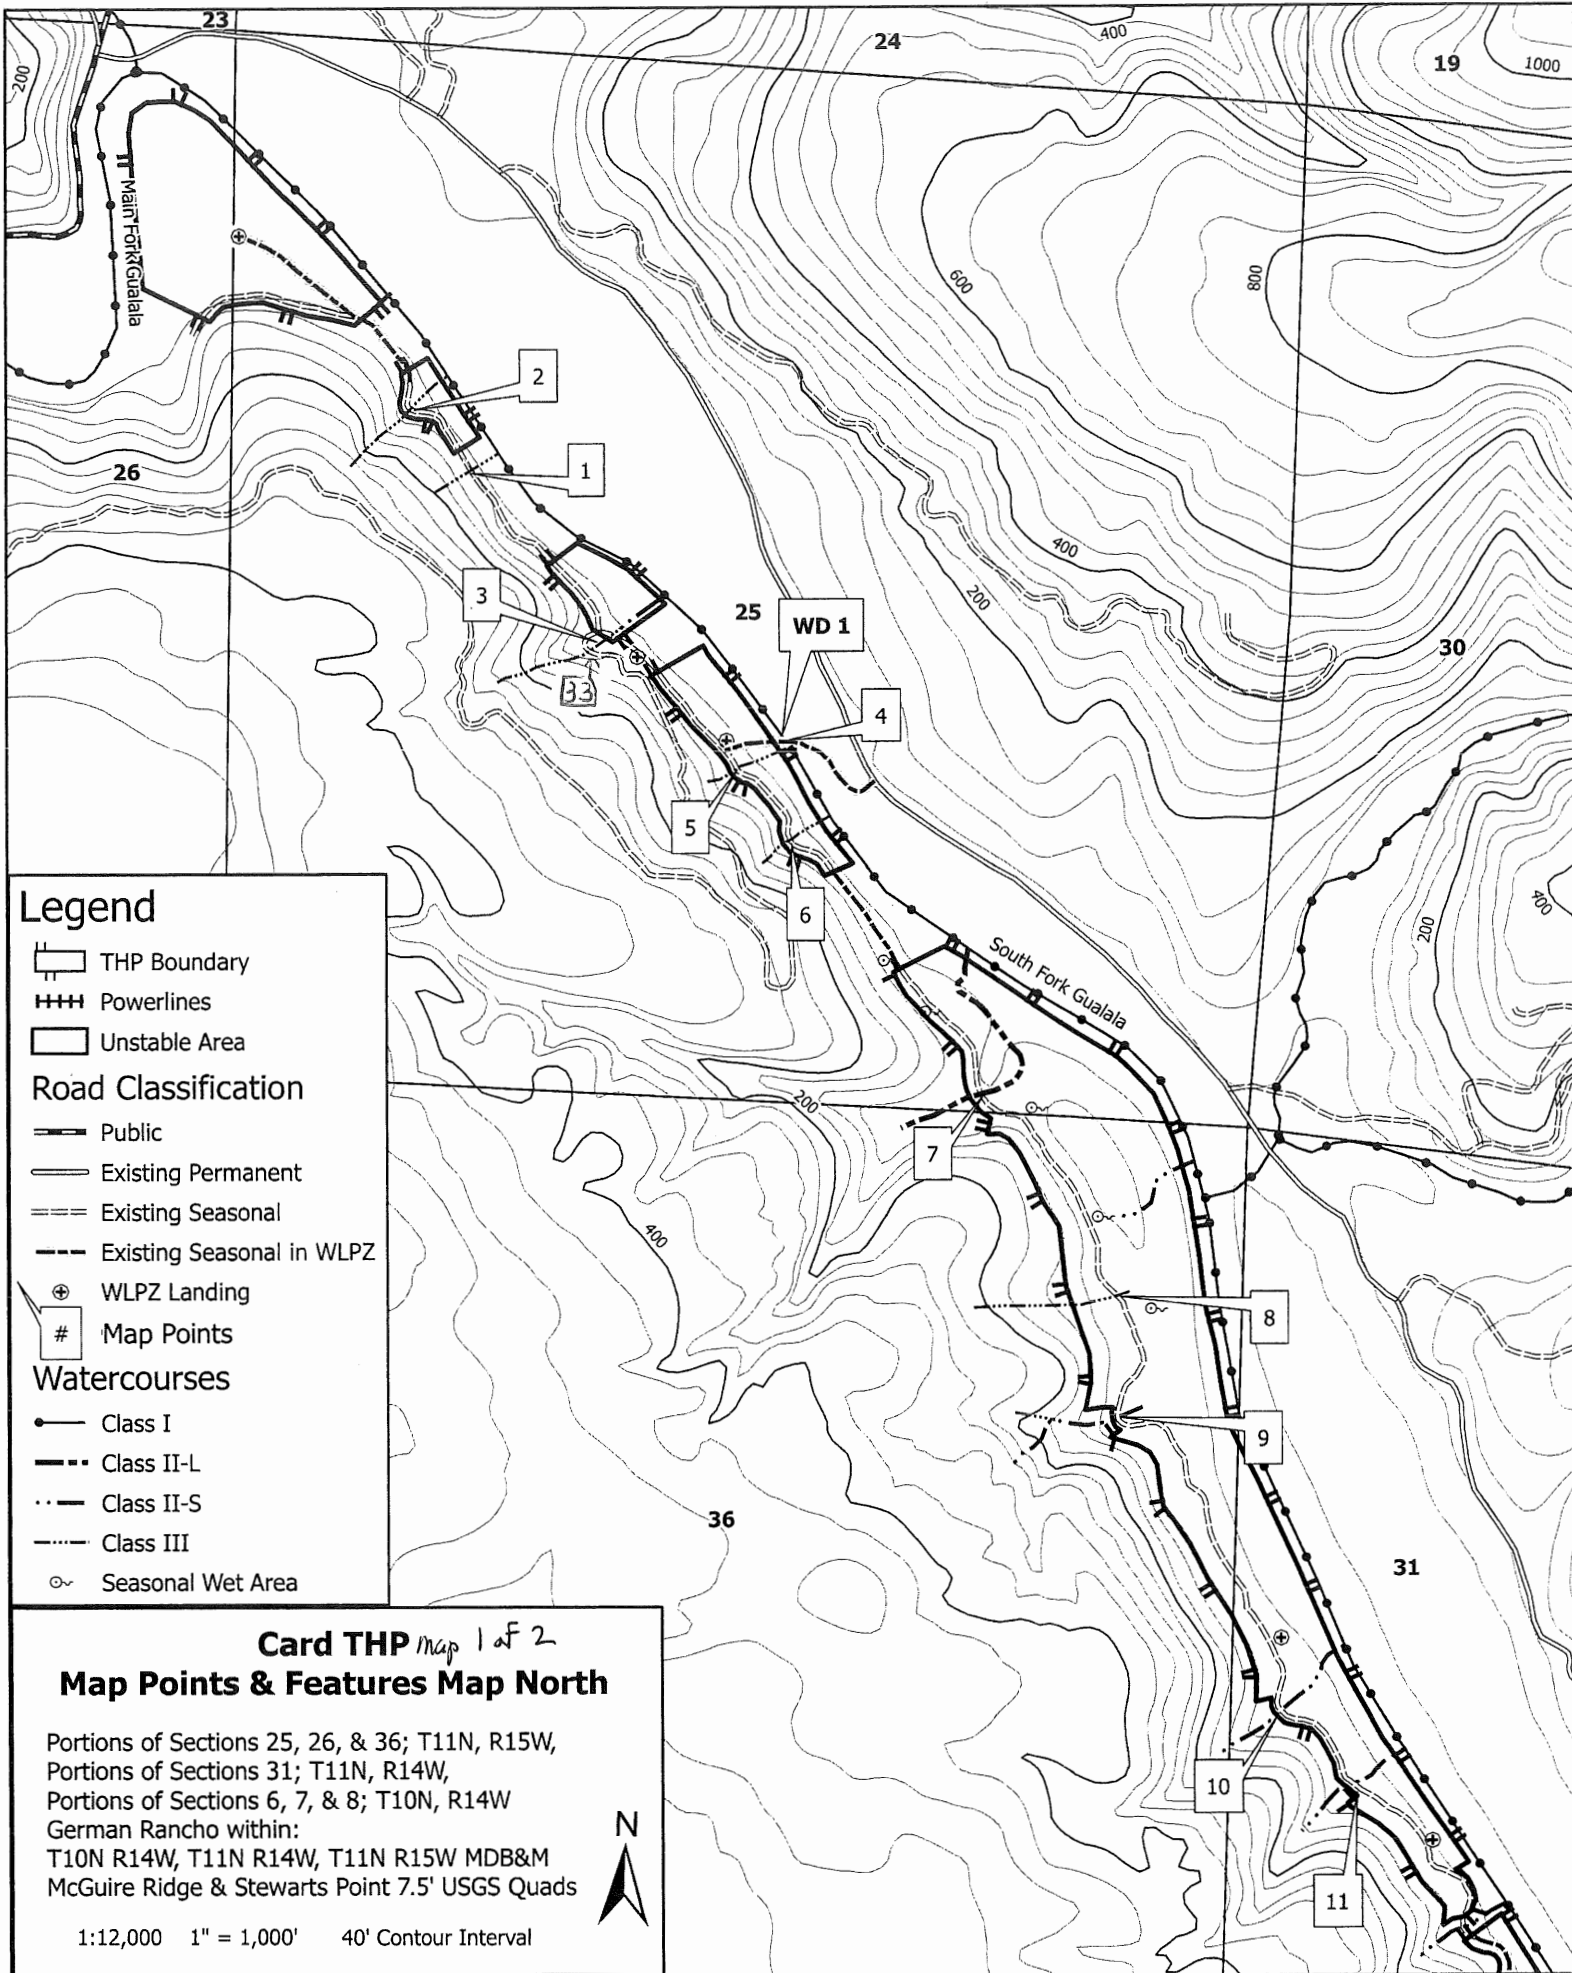 23
24
400
19
1000
200
Main Fork Gualala
600
800
2
26
1
400
200
3
25
WD 1
30
33
4
5
6
400
200
South Fork Gualala
200
7
400
8
9
36
31
10
11
Legend
THP Boundary
Powerlines
Unstable Area
Road Classification
Public
Existing Permanent
Existing Seasonal
Existing Seasonal in WLPZ
WLPZ Landing
# Map Points
Watercourses
Class I
Class II-L
Class II-S
Class III
Seasonal Wet Area
Card THP map 1 of 2
Map Points & Features Map North
Portions of Sections 25, 26, & 36; T11N, R15W,
Portions of Sections 31; T11N, R14W,
Portions of Sections 6, 7, & 8; T10N, R14W
German Rancho within:
T10N R14W, T11N R14W, T11N R15W MDB&M
McGuire Ridge & Stewarts Point 7.5' USGS Quads
N
1:12,000 1" = 1,000' 40' Contour Interval